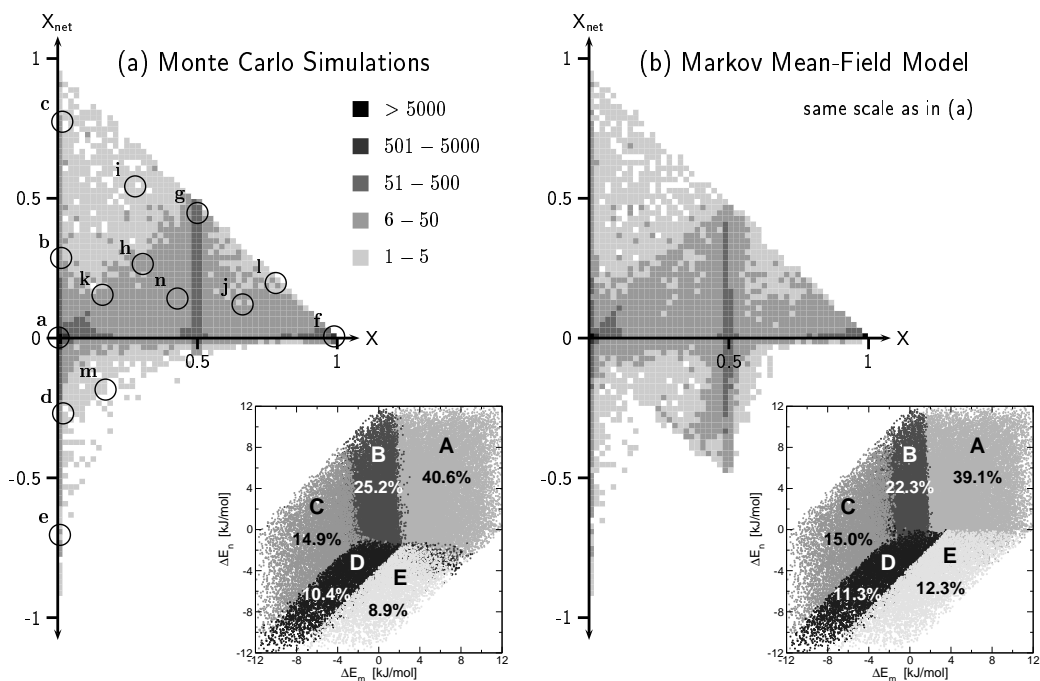 X_net
1
(a) Monte Carlo Simulations
> 5000
501 – 5000
51 – 500
6 – 50
1 – 5
c
i
g
0.5
b
h
k
n
l
j
a
f
0
X
0.5
1
m
d
-0.5
e
-1
12
8
4
0
-4
-8
-12
ΔE_n [kJ/mol]
A
40.6%
B
25.2%
C
14.9%
D
10.4%
E
8.9%
-12 -8 -4 0 4 8 12
ΔE_m [kJ/mol]
X_net
1
(b) Markov Mean-Field Model
same scale as in (a)
0.5
0
X
0.5
1
-0.5
-1
12
8
4
0
-4
-8
-12
ΔE_n [kJ/mol]
A
39.1%
B
22.3%
C
15.0%
D
11.3%
E
12.3%
-12 -8 -4 0 4 8 12
ΔE_m [kJ/mol]